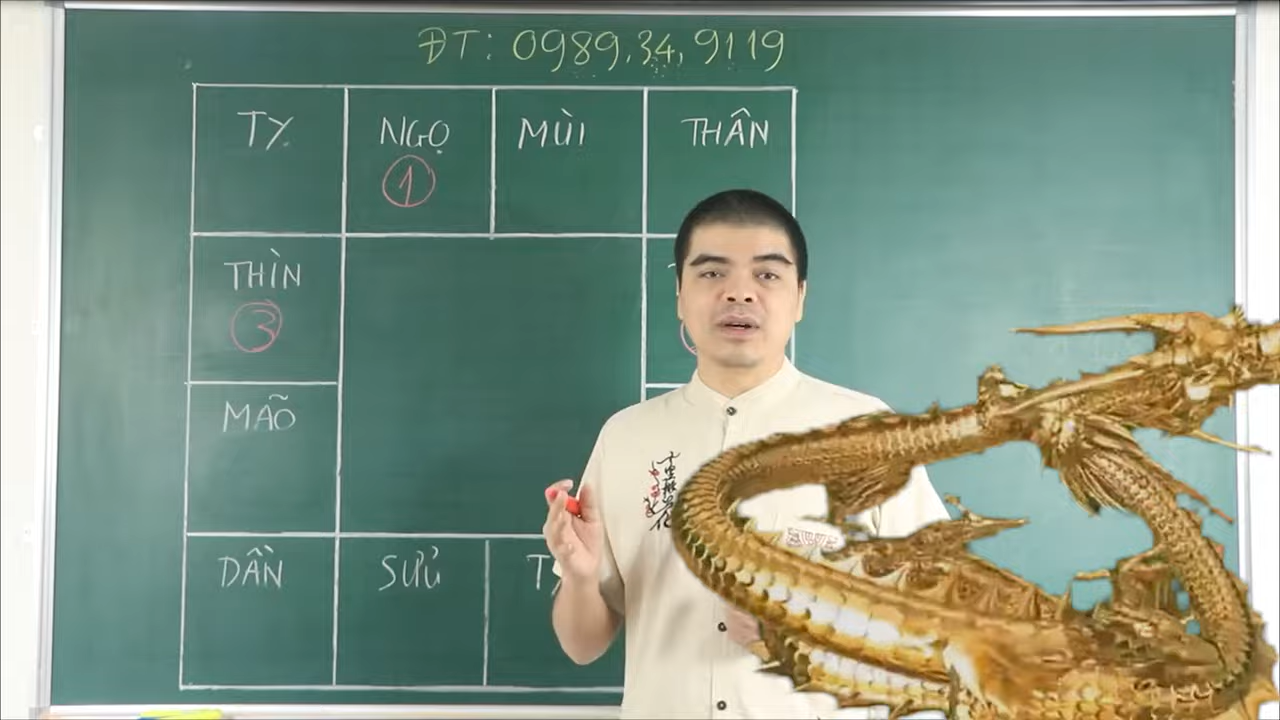 ĐT: 0989.34.9119
TỴ NGỌ MÙI THÂN
1
THÌN
3
MÃO
DẦN SỬU